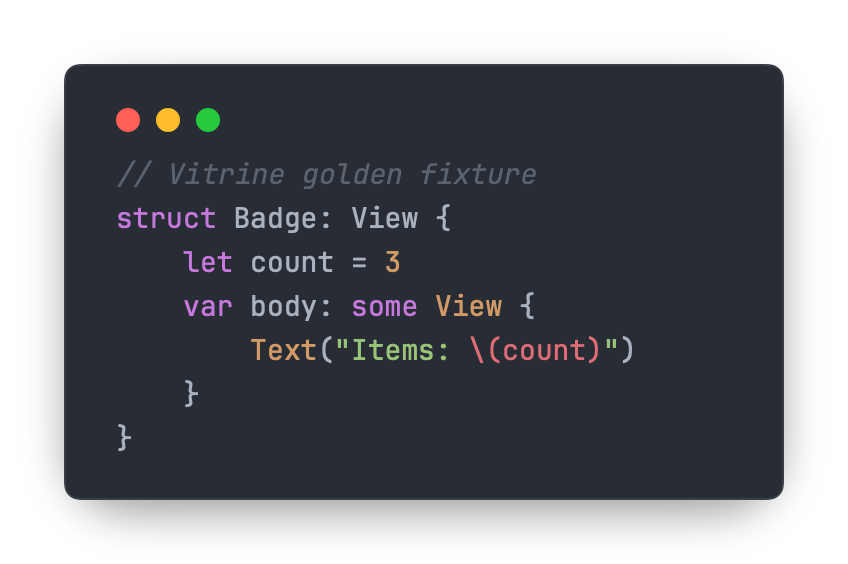 // Vitrine golden fixture
struct Badge: View {
    let count = 3
    var body: some View {
        Text("Items: \(count)")
    }
}